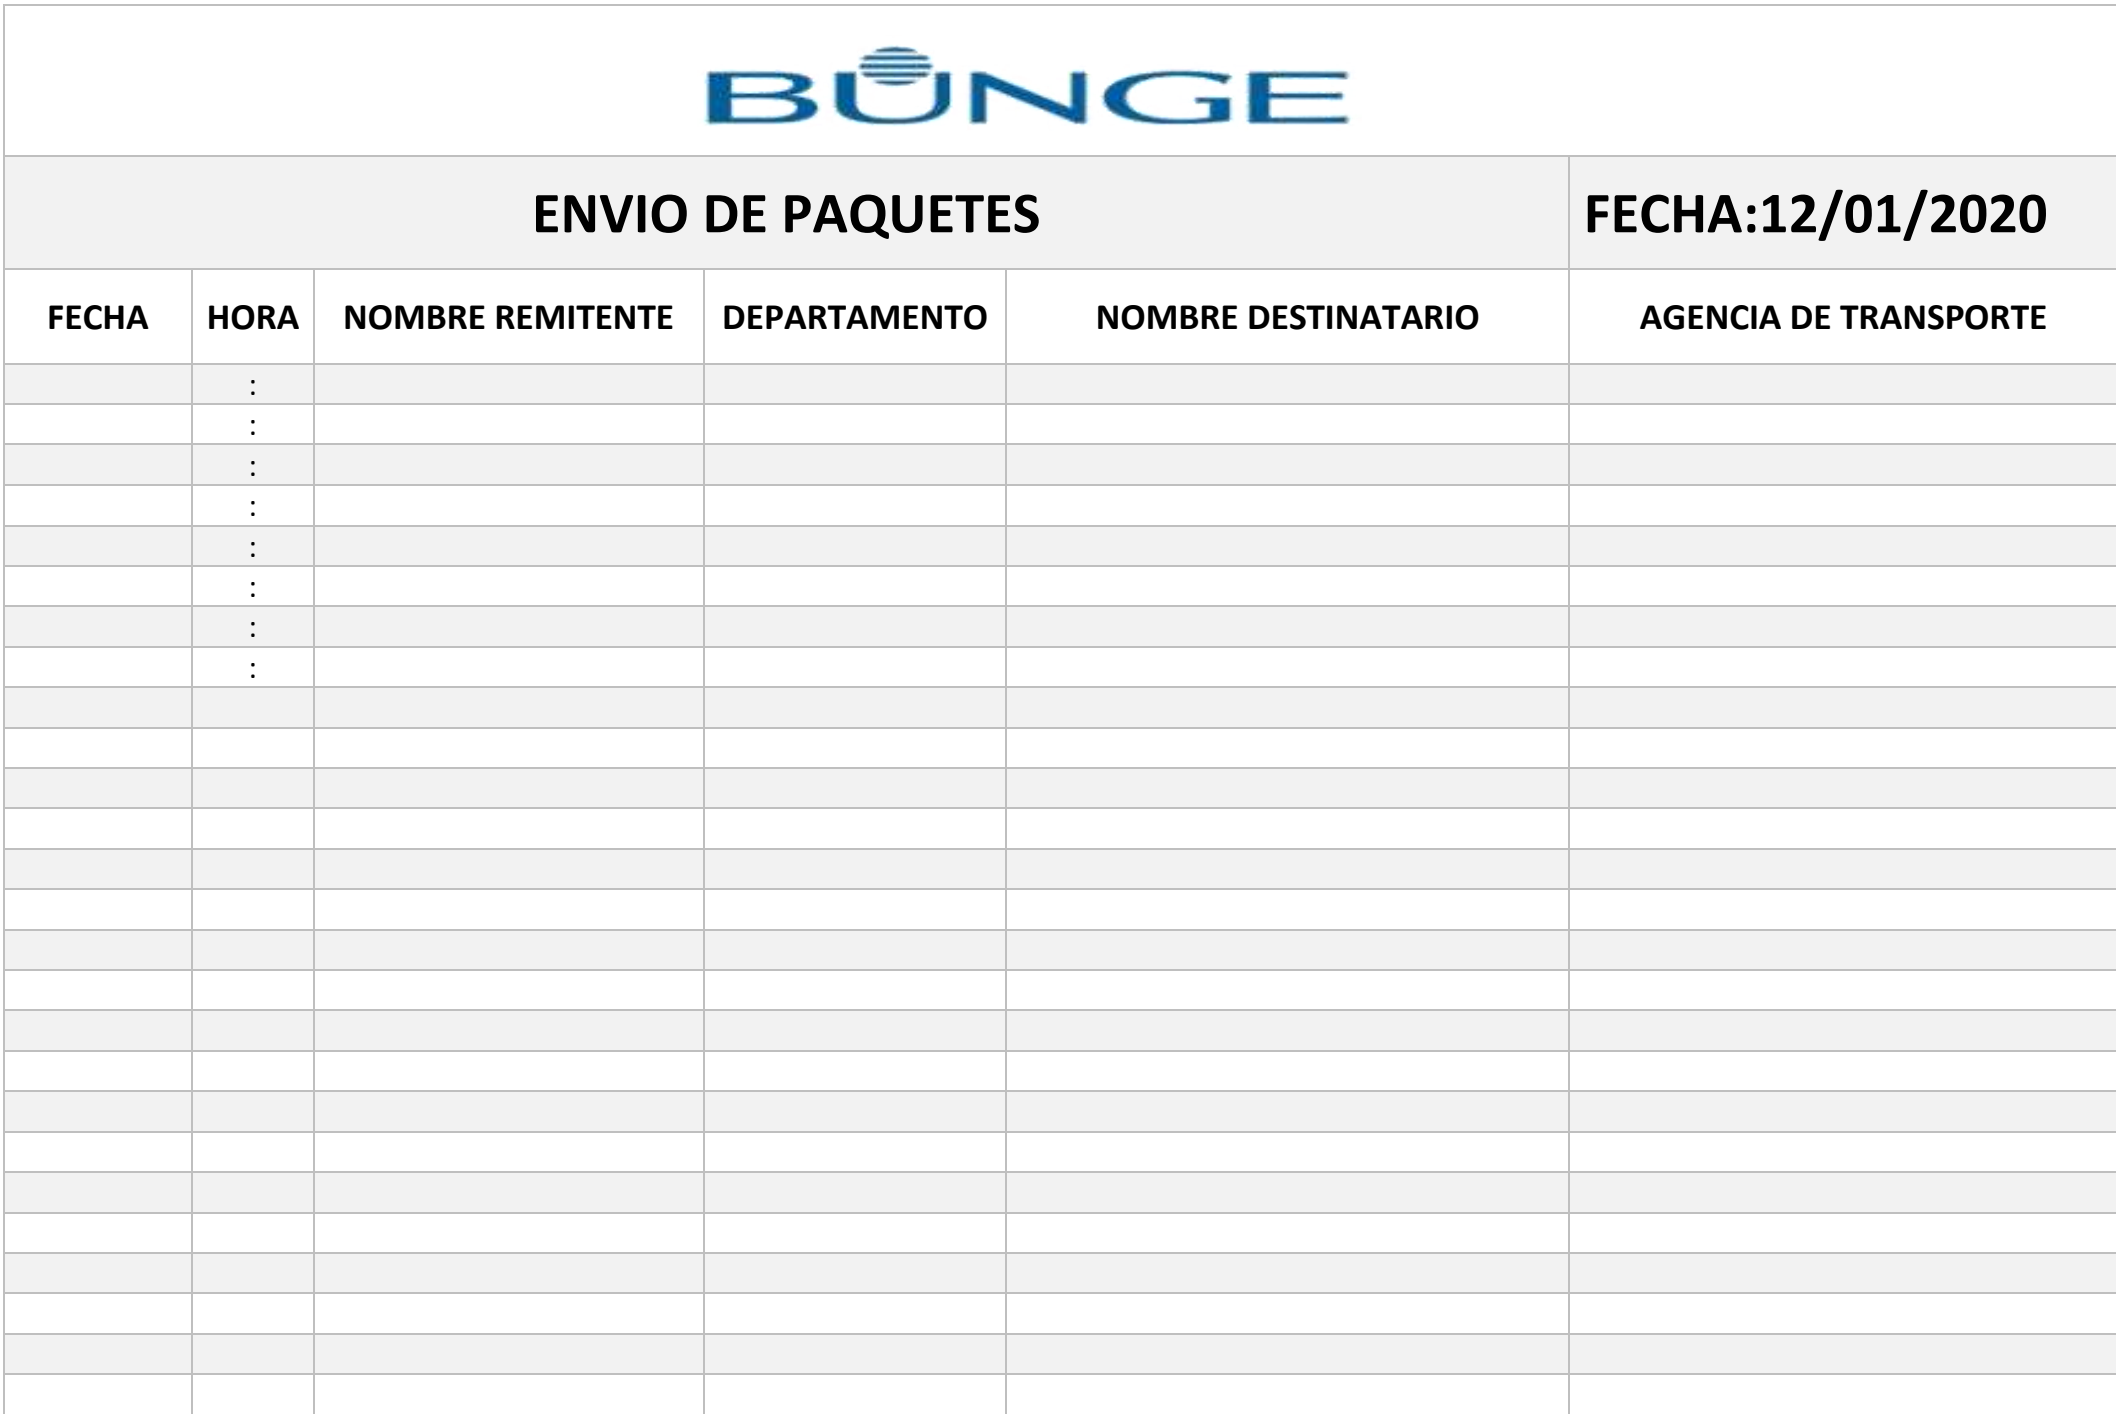 BUNGE
ENVIO DE PAQUETES FECHA:12/01/2020
FECHA HORA NOMBRE REMITENTE DEPARTAMENTO NOMBRE DESTINATARIO AGENCIA DE TRANSPORTE
:
:
:
:
:
:
:
: